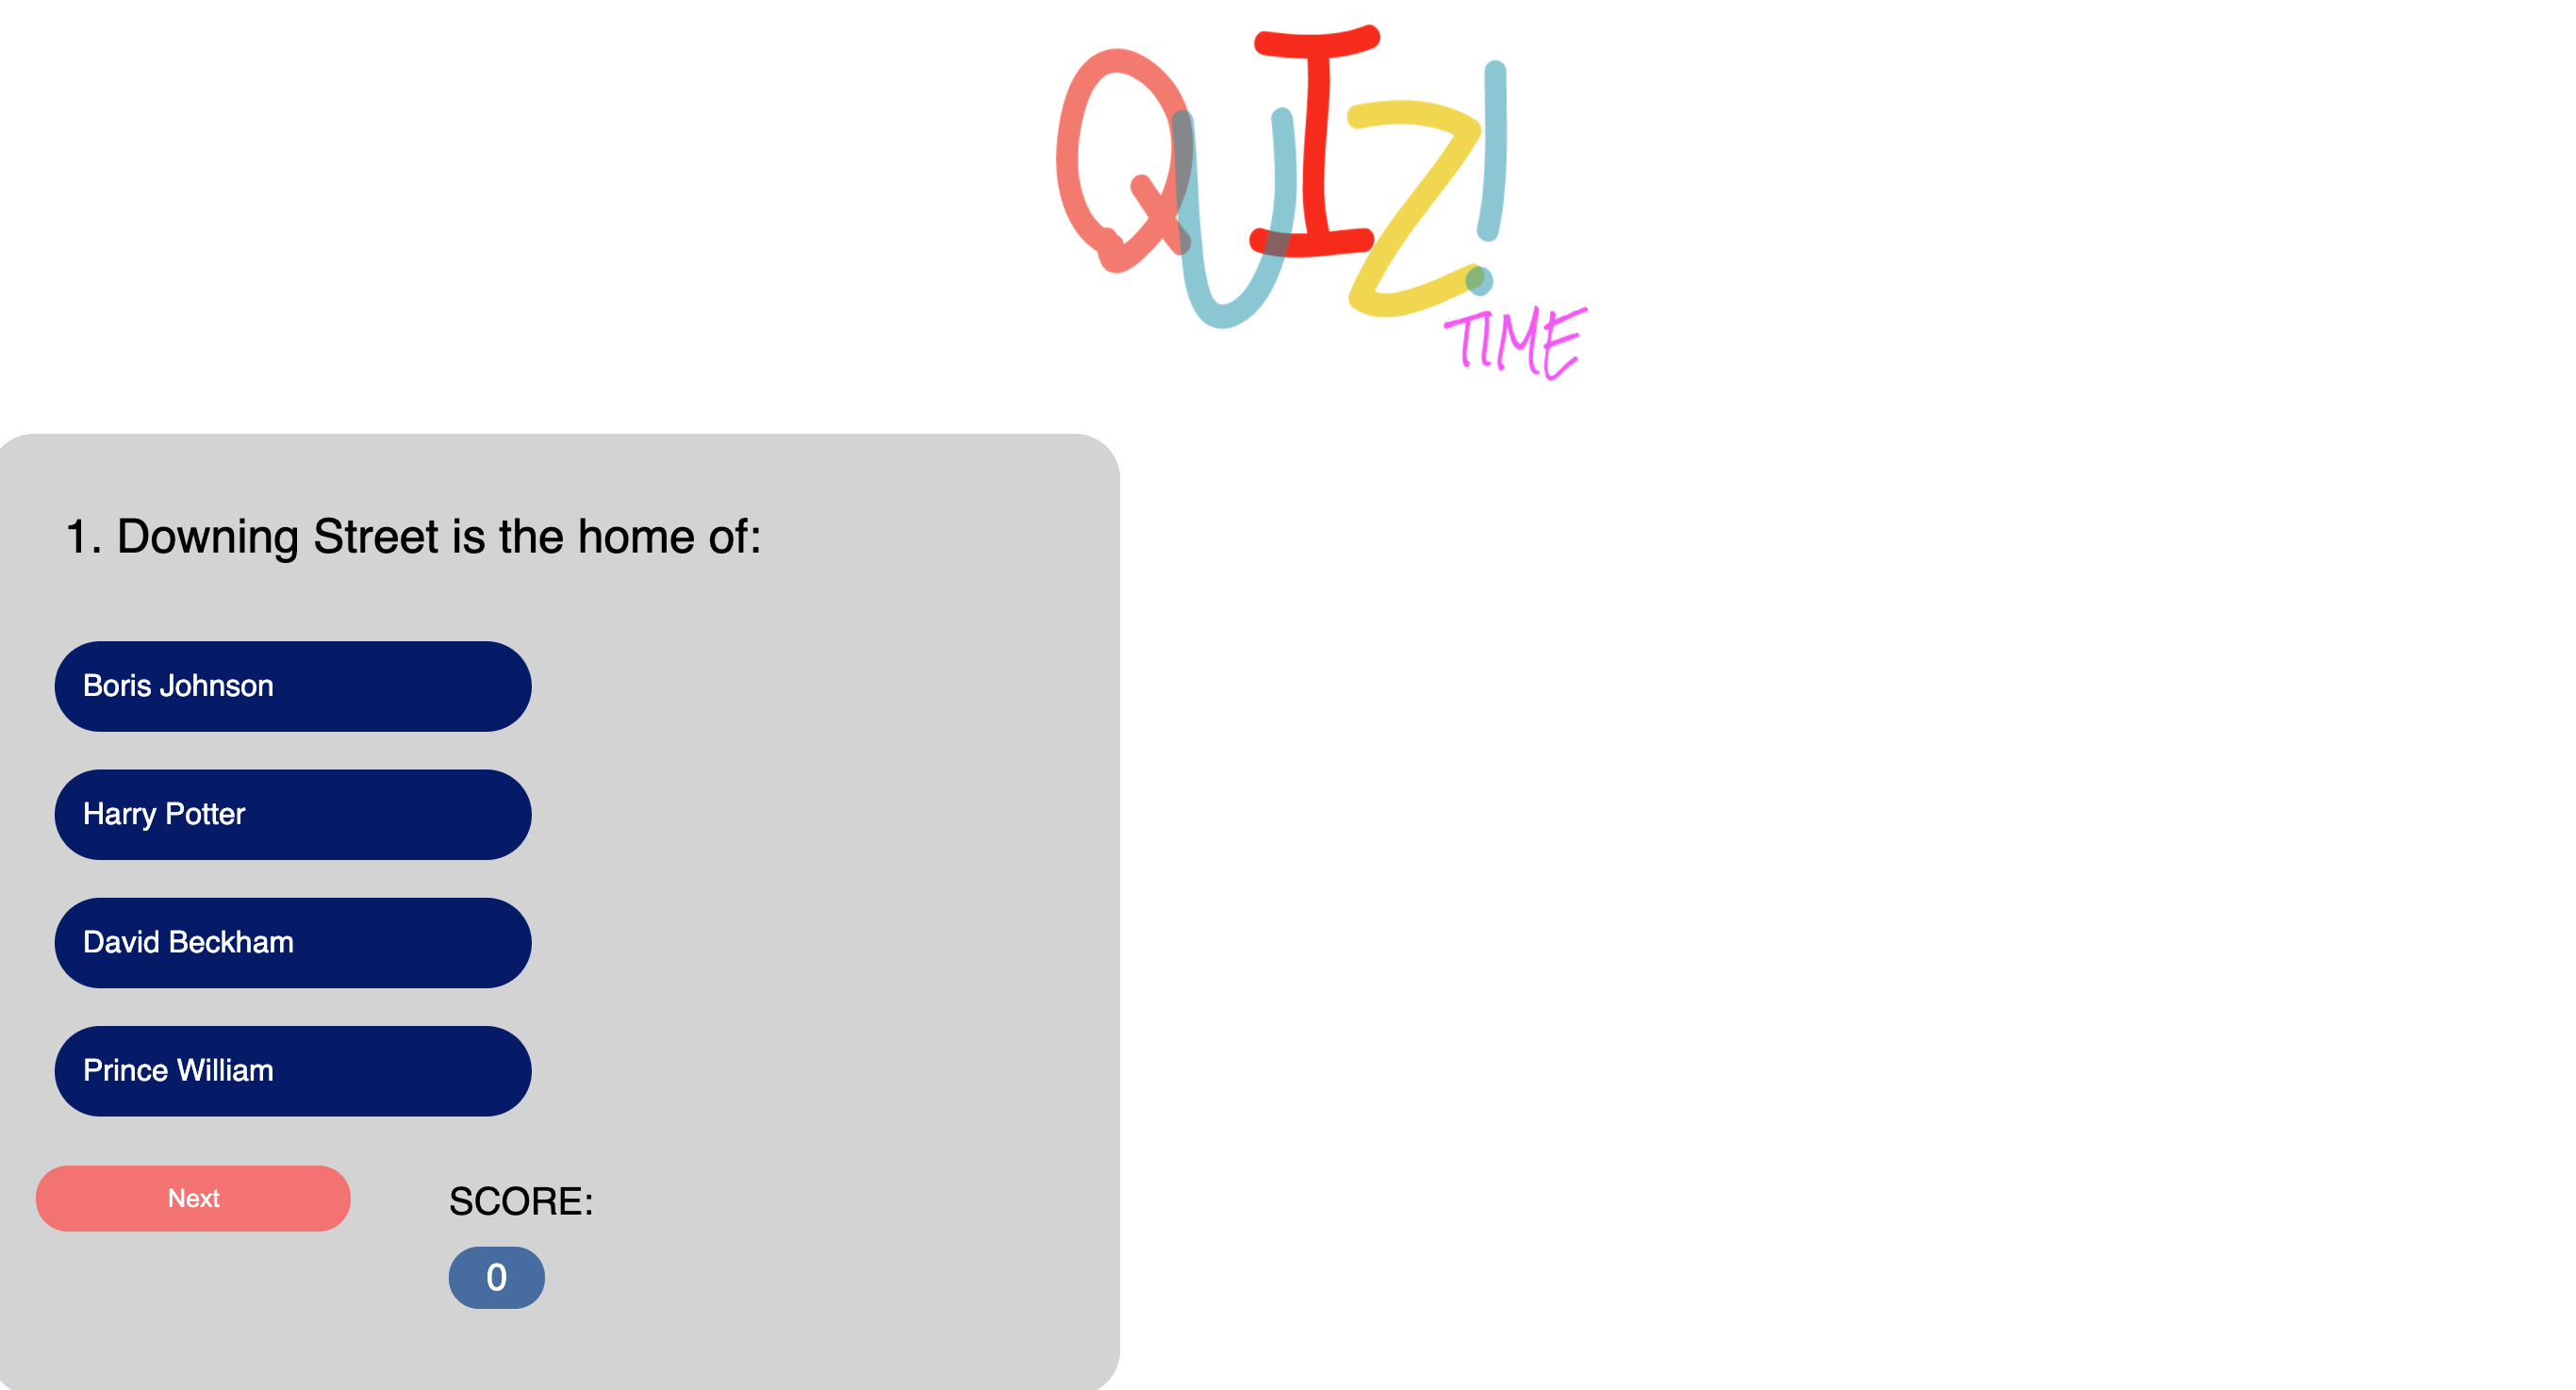 QUIZ!
TIME
1. Downing Street is the home of:
Boris Johnson
Harry Potter
David Beckham
Prince William
Next
SCORE:
0